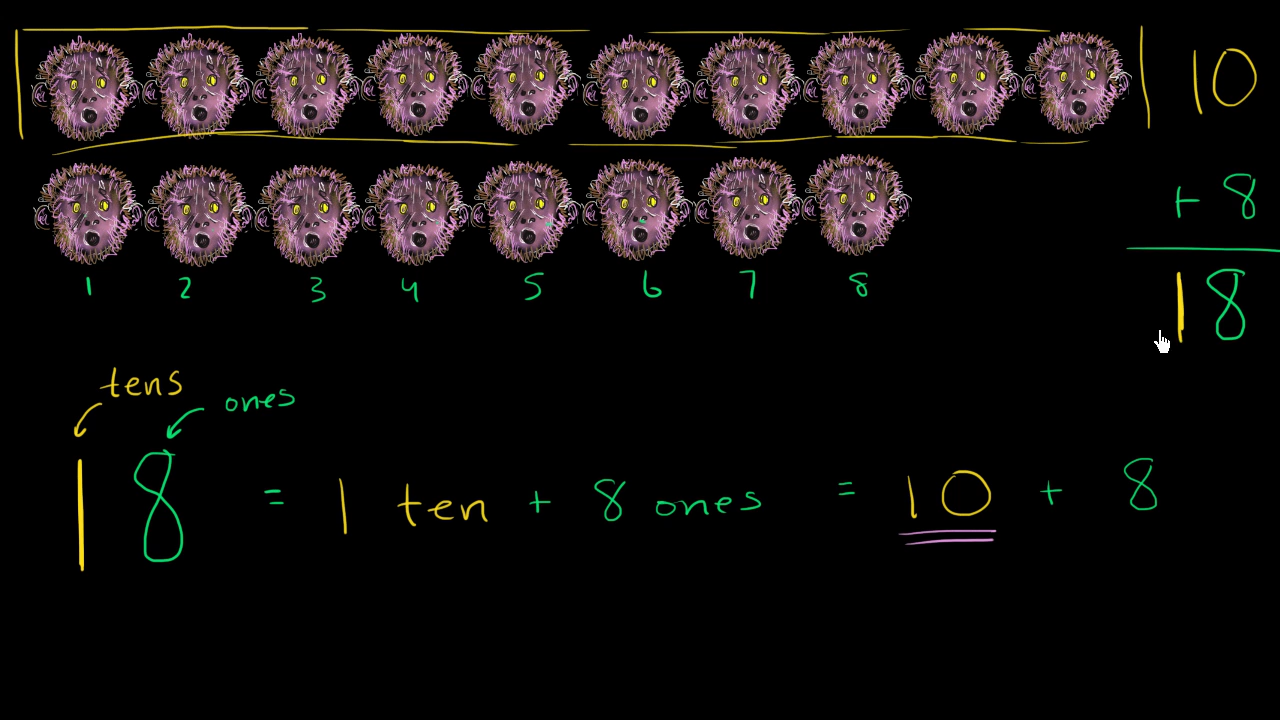 10
+ 8
1 2 3 4 5 6 7 8
18
tens
ones
18 = 1 ten + 8 ones = 10 + 8